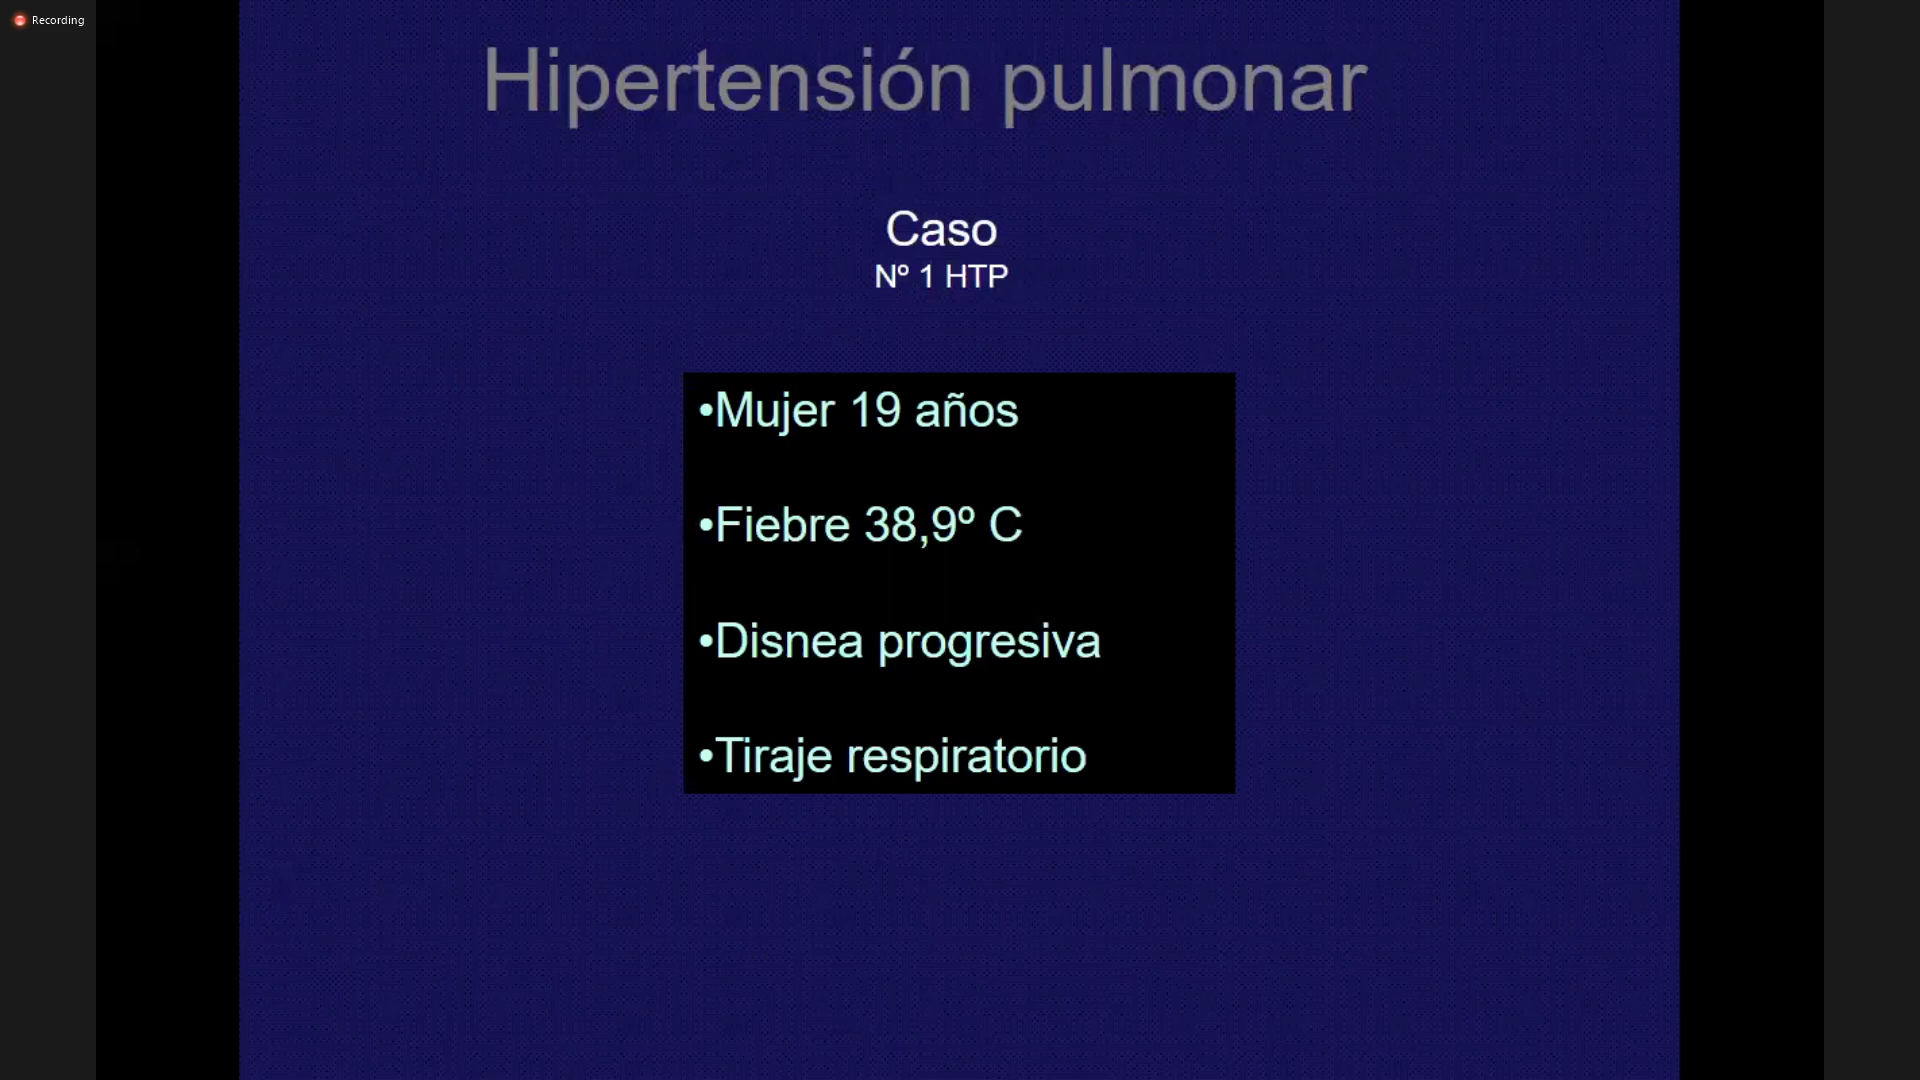 Recording
Hipertensión pulmonar
Caso
Nº 1 HTP
•Mujer 19 años
•Fiebre 38,9º C
•Disnea progresiva
•Tiraje respiratorio